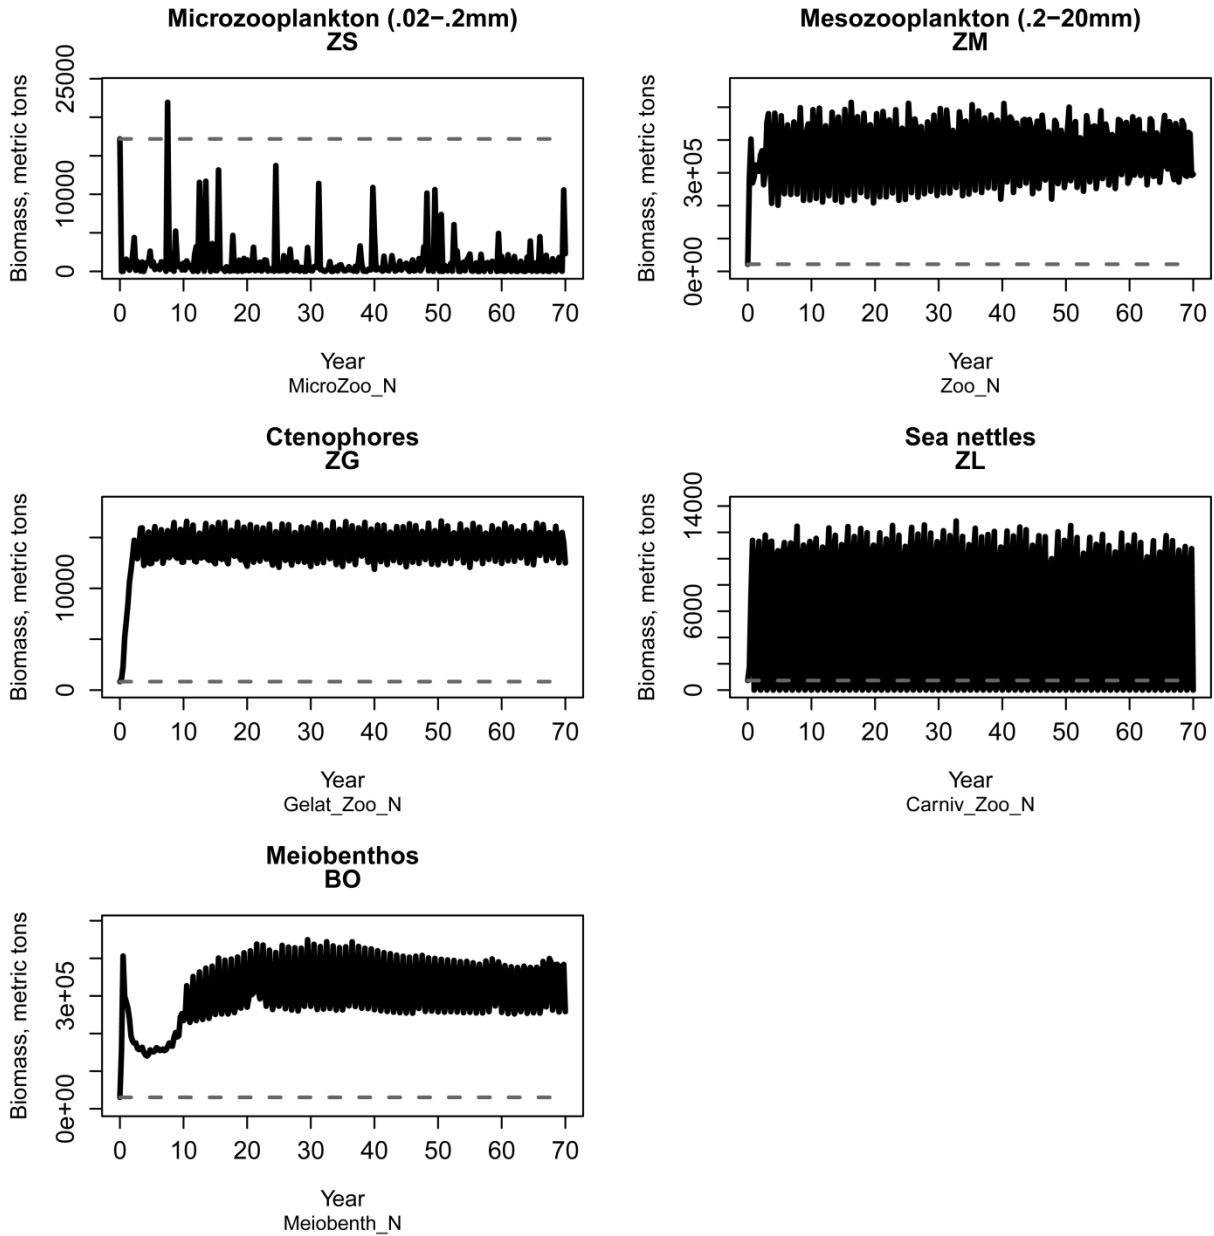 Microzooplankton (.02−.2mm)
ZS
Biomass, metric tons
25000
10000
0
0 10 20 30 40 50 60 70
Year
MicroZoo_N
Mesozooplankton (.2−20mm)
ZM
Biomass, metric tons
3e+05
0e+00
0 10 20 30 40 50 60 70
Year
Zoo_N
Ctenophores
ZG
Biomass, metric tons
10000
0
0 10 20 30 40 50 60 70
Year
Gelat_Zoo_N
Sea nettles
ZL
Biomass, metric tons
14000
6000
0
0 10 20 30 40 50 60 70
Year
Carniv_Zoo_N
Meiobenthos
BO
Biomass, metric tons
3e+05
0e+00
0 10 20 30 40 50 60 70
Year
Meiobenth_N